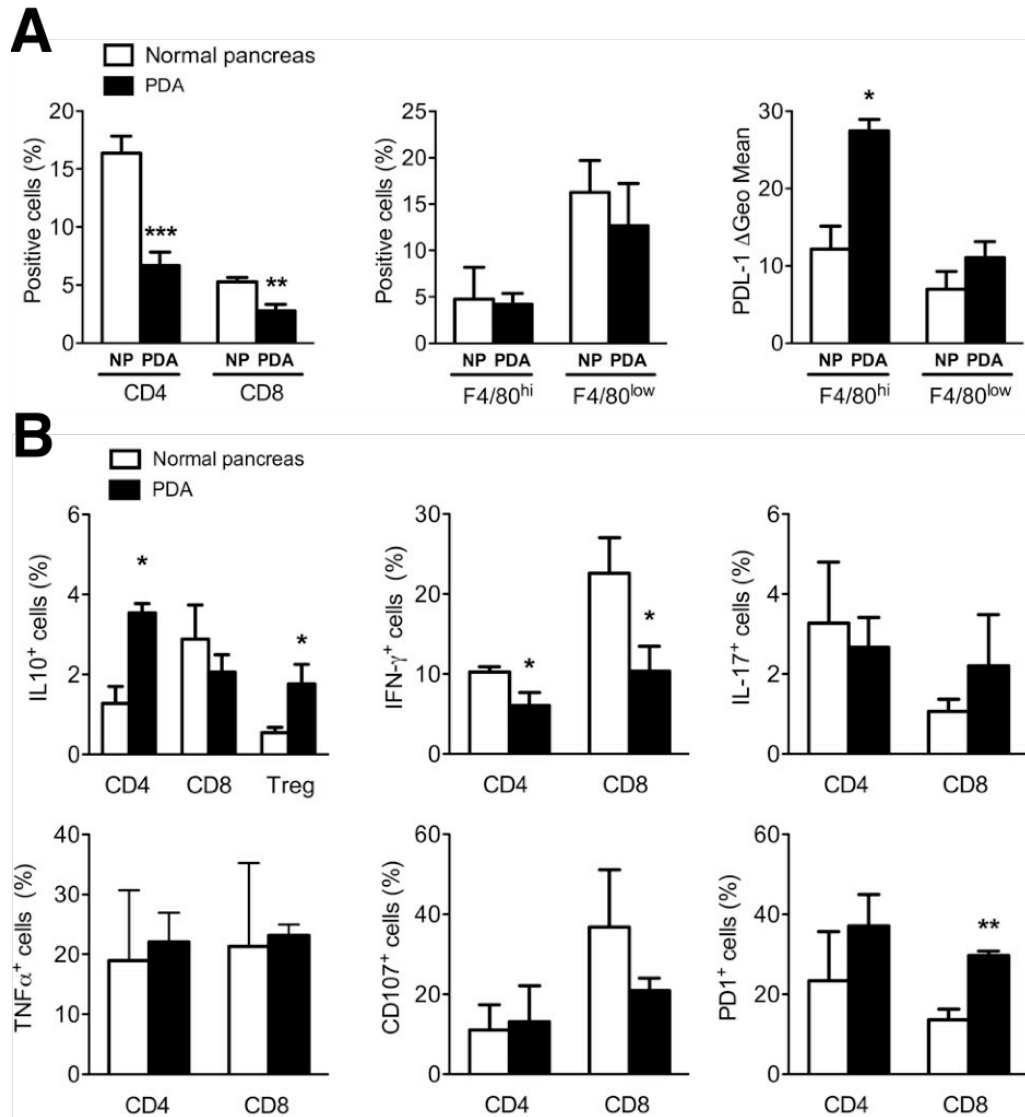 A
Normal pancreas
PDA
Positive cells (%)
20
15
10
5
0
***
**
NP PDA NP PDA
CD4 CD8
Positive cells (%)
25
20
15
10
5
0
NP PDA NP PDA
F4/80hi F4/80low
PDL-1 ΔGeo Mean
30
20
10
0
*
NP PDA NP PDA
F4/80hi F4/80low
B
Normal pancreas
PDA
IL10+ cells (%)
6
4
2
0
*
*
CD4 CD8 Treg
IFN-γ+ cells (%)
30
20
10
0
*
*
CD4 CD8
IL-17+ cells (%)
6
4
2
0
CD4 CD8
TNFα+ cells (%)
40
30
20
10
0
CD4 CD8
CD107+ cells (%)
60
40
20
0
CD4 CD8
PD1+ cells (%)
60
40
20
0
**
CD4 CD8